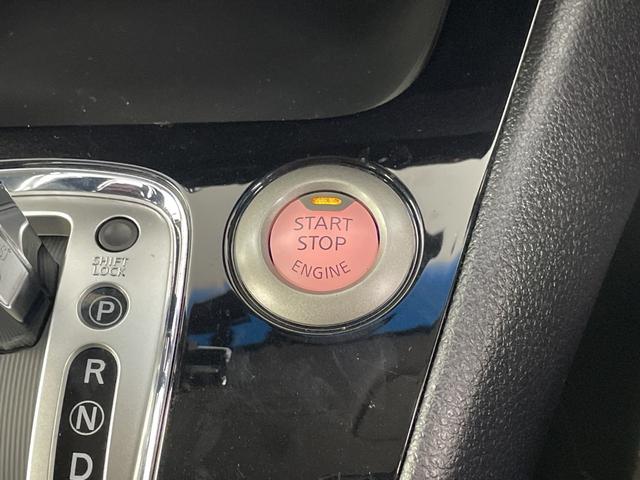 START
STOP
ENGINE
SHIFT
LOCK
P
R
N
D